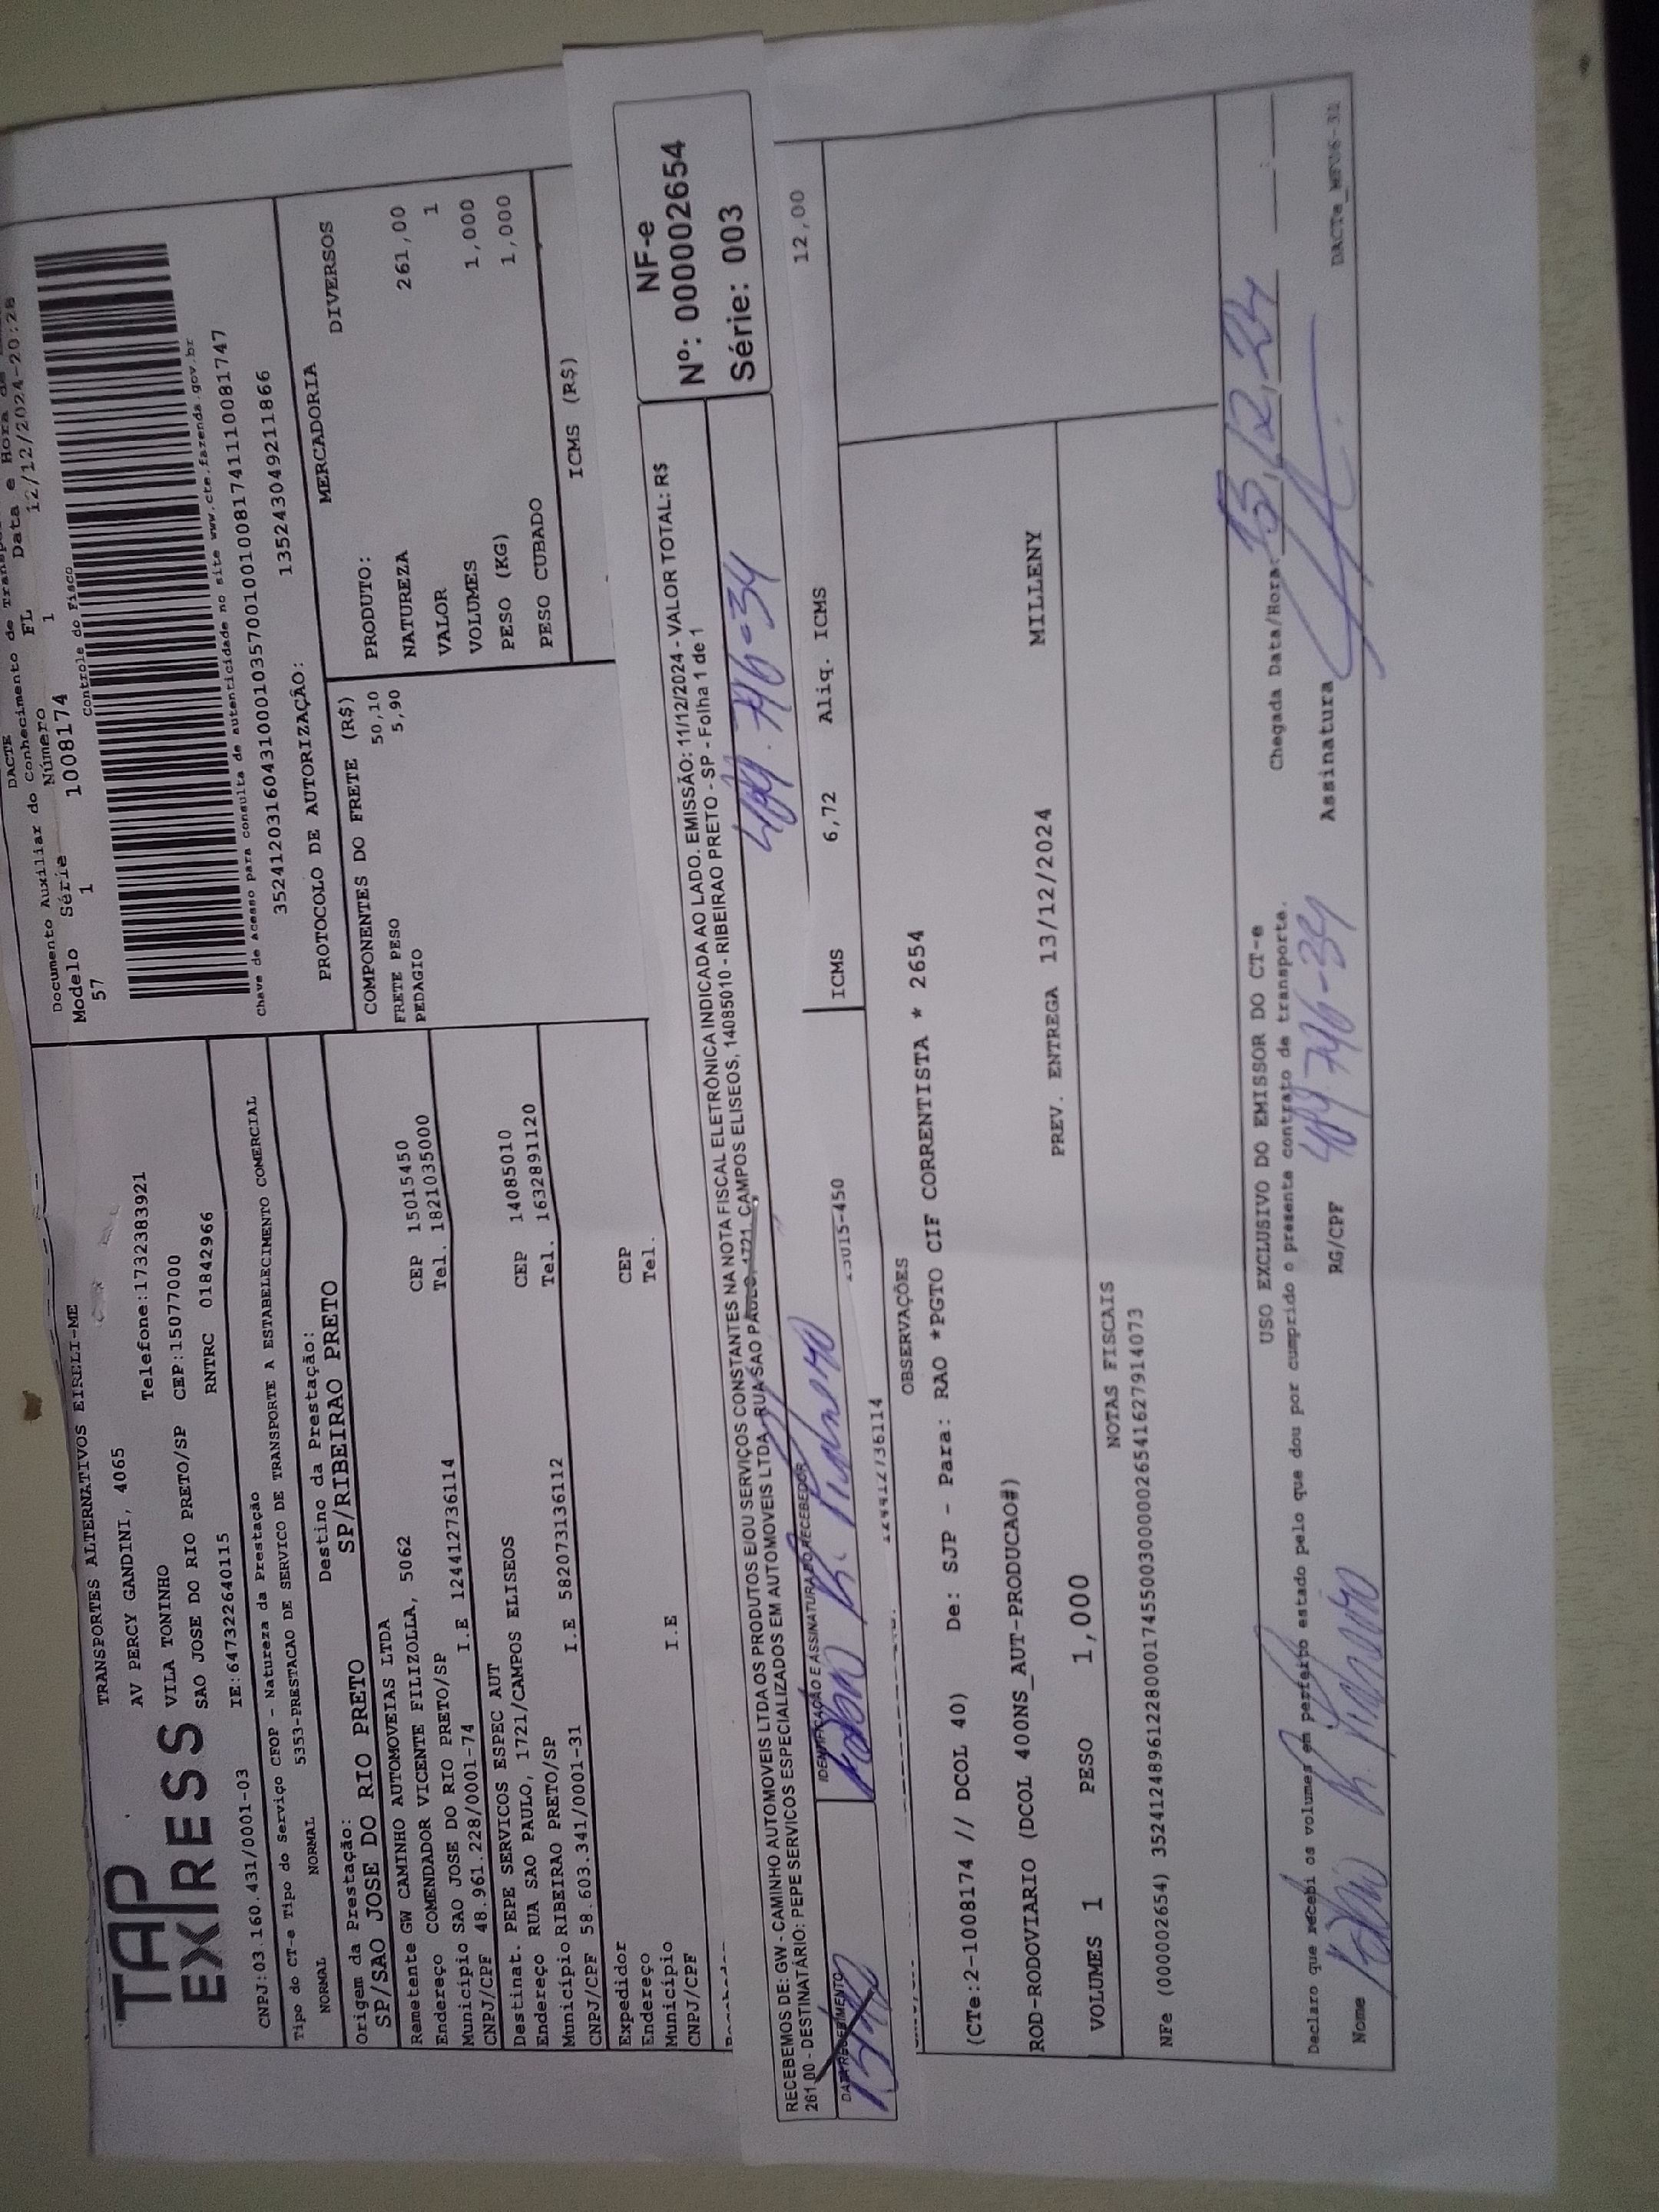 TAP
EXPRESS
TRANSPORTES ALTERNATIVOS EIRELI-ME
AV PERCY GANDINI, 4065
Telefone:1732383921
VILA TONINHO
SAO JOSE DO RIO PRETO/SP CEP:15077000
CNPJ:03.160.431/0001-03 IE:647322640115 RNTRC 01842966
DACTE
Documento Auxiliar do Conhecimento de
Modelo Série Número FL Data e Hora de
57 1 1008174 1 12/12/2024-20:28
Controle do Fisco
Chave de Acesso para consulta de autenticidade no site www.cte.fazenda.gov.br
35241203160431000103570010010081741110081747
PROTOCOLO DE AUTORIZAÇÃO: 135243049211866
Tipo do CT-e Tipo do Serviço CFOP - Natureza da Prestação
NORMAL NORMAL 5353-PRESTACAO DE SERVICO DE TRANSPORTE A ESTABELECIMENTO COMERCIAL
Origem da Prestação: Destino da Prestação:
SP/SAO JOSE DO RIO PRETO SP/RIBEIRAO PRETO
Remetente GW CAMINHO AUTOMOVEIAS LTDA
Endereço COMENDADOR VICENTE FILIZOLLA, 5062 CEP 15015450
Município SAO JOSE DO RIO PRETO/SP Tel. 1821035000
CNPJ/CPF 48.961.228/0001-74 I.E 124412736114
Destinat. PEPE SERVICOS ESPEC AUT
Endereço RUA SAO PAULO, 1721/CAMPOS ELISEOS CEP 14085010
Município RIBEIRAO PRETO/SP Tel. 1632891120
CNPJ/CPF 58.603.341/0001-31 I.E 582073136112
Expedidor
Endereço CEP
Município Tel.
CNPJ/CPF I.E
COMPONENTES DO FRETE (R$)
FRETE PESO 50,10
PEDAGIO 5,90
MERCADORIA
PRODUTO: DIVERSOS
NATUREZA
VALOR 261,00
VOLUMES 1
PESO (KG) 1,000
PESO CUBADO 1,000
ICMS (R$)
RECEBEMOS DE: GW - CAMINHO AUTOMOVEIS LTDA OS PRODUTOS E/OU SERVIÇOS CONSTANTES NA NOTA FISCAL ELETRÔNICA INDICADA AO LADO. EMISSÃO: 11/12/2024 - VALOR TOTAL: R$
261,00 - DESTINATÁRIO: PEPE SERVICOS ESPECIALIZADOS EM AUTOMOVEIS LTDA, RUA SAO PAULO, 1721, CAMPOS ELISEOS, 14085010 - RIBEIRAO PRETO - SP - Folha 1 de 1
DATA RECEBIMENTO IDENTIFICAÇÃO E ASSINATURA DO RECEBEDOR
NF-e
Nº: 000002654
Série: 003
15015-450
124412736114
ICMS 6,72 Aliq. ICMS 12,00
OBSERVAÇÕES
(CTe:2-1008174 // DCOL 40) De: SJP - Para: RAO *PGTO CIF CORRENTISTA * 2654
ROD-RODOVIARIO (DCOL 400NS_AUT-PRODUCAO#) MILLENY
VOLUMES 1 PESO 1,000 PREV. ENTREGA 13/12/2024
NOTAS FISCAIS
NFe (000002654) 35241248961228000174550030000026541627914073
USO EXCLUSIVO DO EMISSOR DO CT-e
Declaro que recebi os volumes em perfeito estado pelo que dou por cumprido o presente contrato de transporte.
Chegada Data/Hora: 13/12/24
Nome RG/CPF Assinatura
DACTe_WF06-31